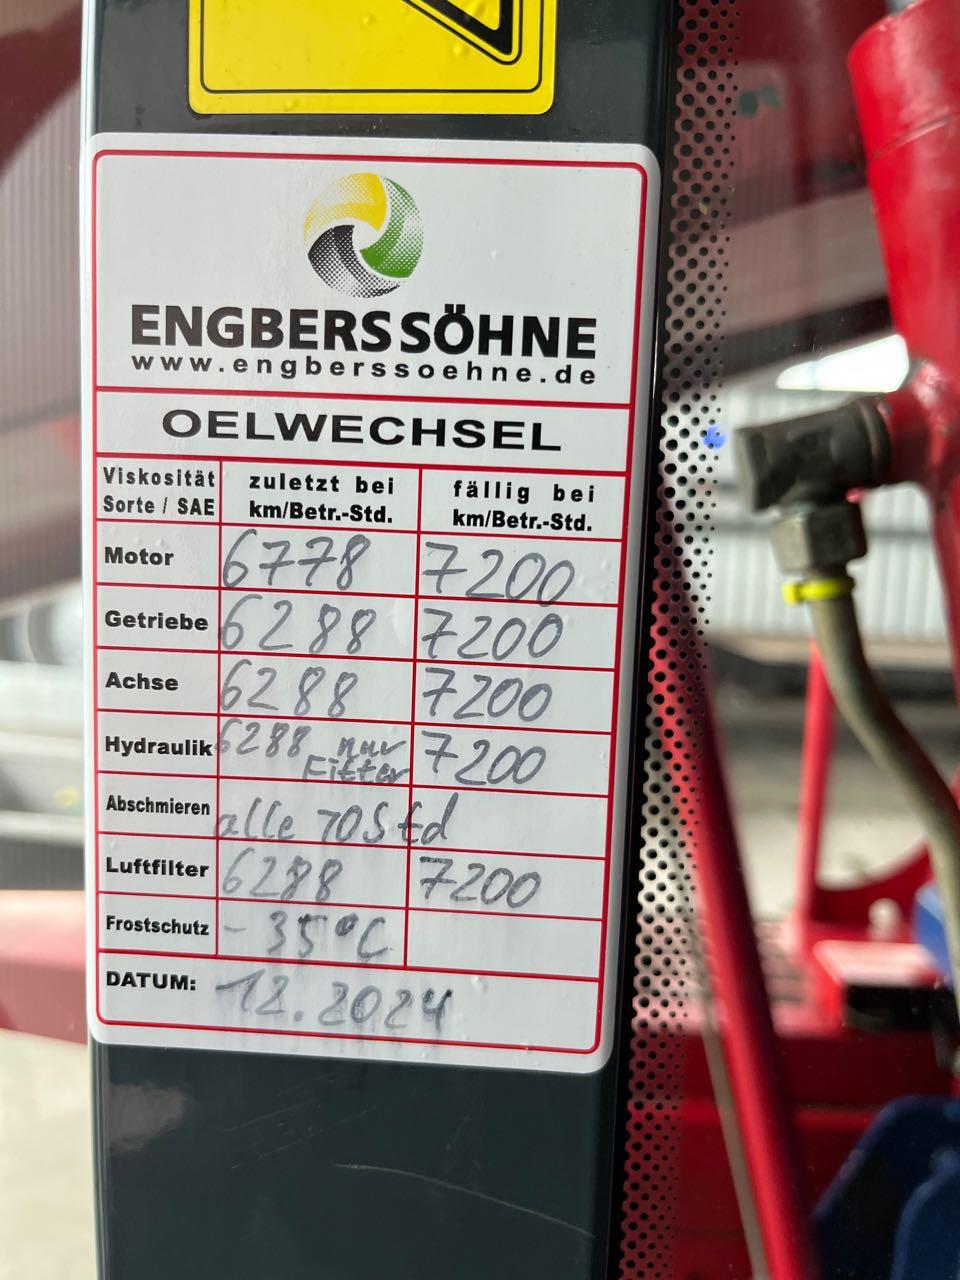 ENGBERS SÖHNE
www.engberssoehne.de
OELWECHSEL
Viskosität Sorte / SAE zuletzt bei km/Betr.-Std. fällig bei km/Betr.-Std.
Motor 6778 7200
Getriebe 6288 7200
Achse 6288 7200
Hydraulik 6288 nur Filter 7200
Abschmieren alle 70 Std
Luftfilter 6288 7200
Frostschutz - 35°C
DATUM: 12.2024